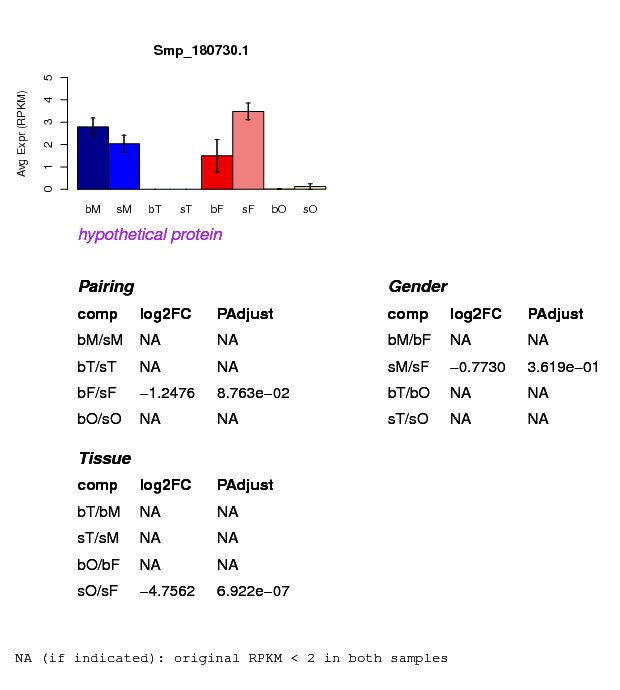 Smp_180730.1
Avg Expr (RPKM)
0 1 2 3 4 5
bM sM bT sT bF sF bO sO
hypothetical protein
Pairing
comp log2FC PAdjust
bM/sM NA NA
bT/sT NA NA
bF/sF −1.2476 8.763e−02
bO/sO NA NA
Gender
comp log2FC PAdjust
bM/bF NA NA
sM/sF −0.7730 3.619e−01
bT/bO NA NA
sT/sO NA NA
Tissue
comp log2FC PAdjust
bT/bM NA NA
sT/sM NA NA
bO/bF NA NA
sO/sF −4.7562 6.922e−07
NA (if indicated): original RPKM < 2 in both samples